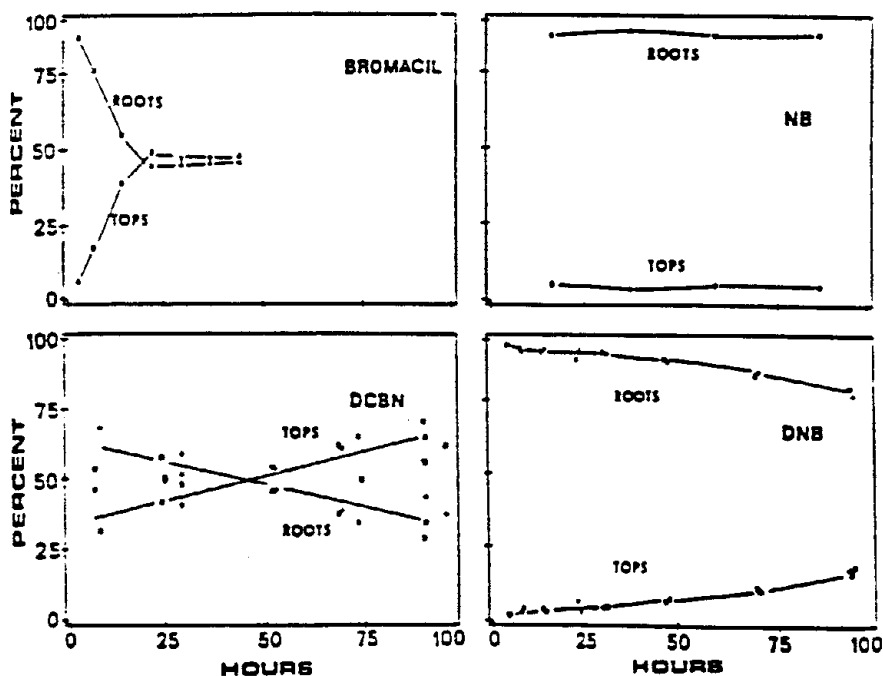 100
75
50
25
0
PERCENT
BROMACIL
ROOTS
TOPS
ROOTS
NB
TOPS
100
75
50
25
0
PERCENT
DCBN
TOPS
ROOTS
0 25 50 75 100
HOURS
ROOTS
DNB
TOPS
0 25 50 75 100
HOURS